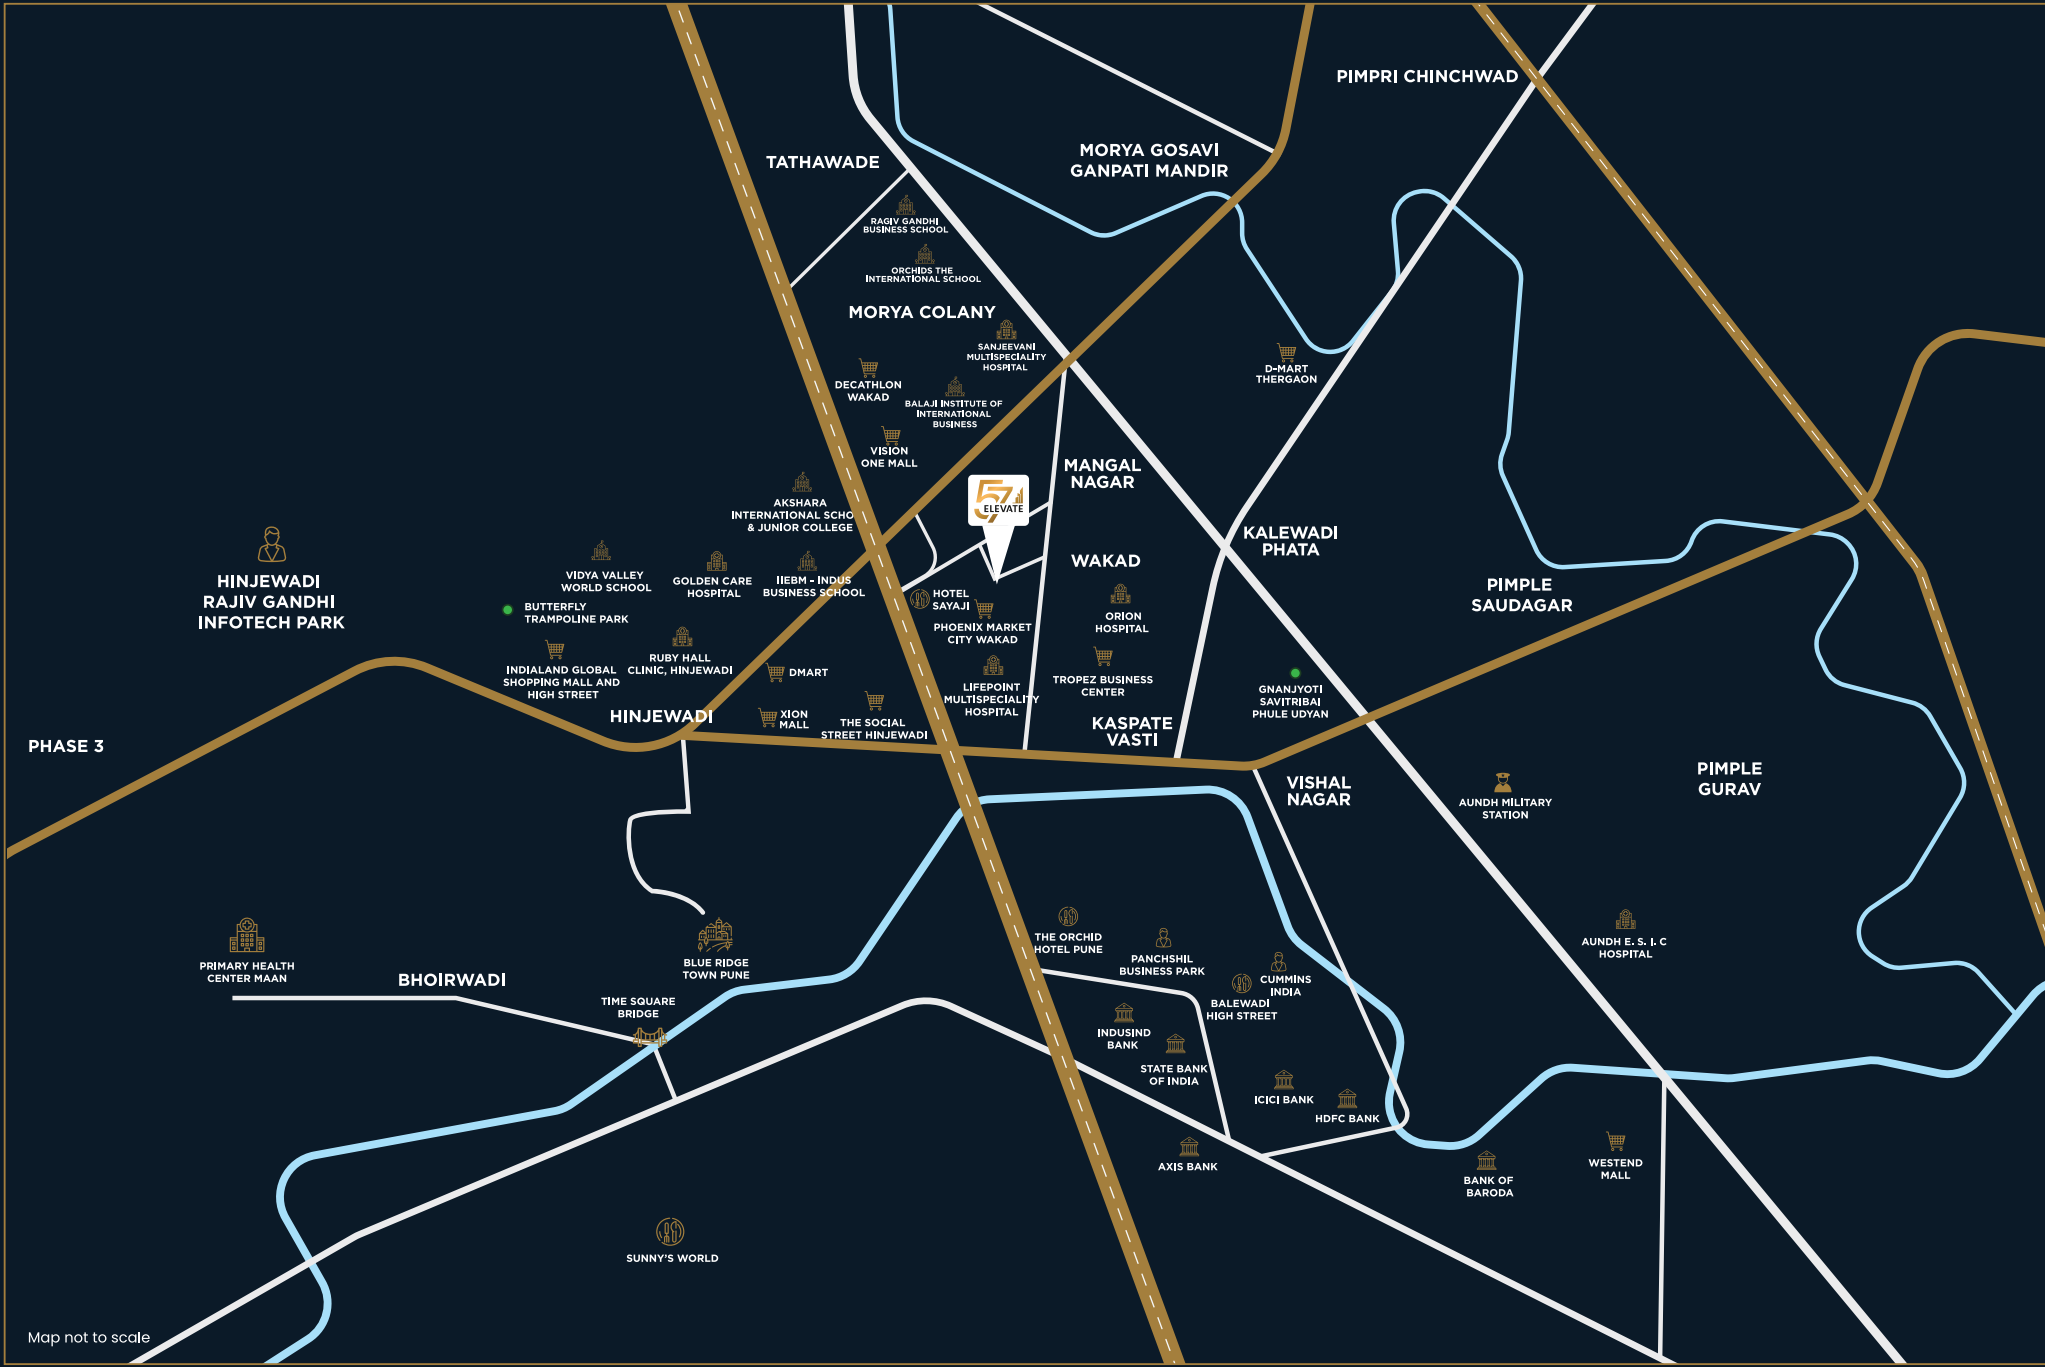 PIMPRI CHINCHWAD
MORYA GOSAVI
GANPATI MANDIR
TATHAWADE
RAGIV GANDHI
BUSINESS SCHOOL
ORCHIDS THE
INTERNATIONAL SCHOOL
MORYA COLANY
SANJEEVANI
MULTISPECIALITY
HOSPITAL
D-MART
THERGAON
DECATHLON
WAKAD
BALAJI INSTITUTE OF
INTERNATIONAL
BUSINESS
VISION
ONE MALL
MANGAL
NAGAR
57
ELEVATE
AKSHARA
INTERNATIONAL SCHO
& JUNIOR COLLEGE
KALEWADI
PHATA
WAKAD
HINJEWADI
RAJIV GANDHI
INFOTECH PARK
VIDYA VALLEY
WORLD SCHOOL
GOLDEN CARE
HOSPITAL
IIEBM - INDUS
BUSINESS SCHOOL
PIMPLE
SAUDAGAR
HOTEL
SAYAJI
BUTTERFLY
TRAMPOLINE PARK
PHOENIX MARKET
CITY WAKAD
ORION
HOSPITAL
RUBY HALL
CLINIC, HINJEWADI
INDIALAND GLOBAL
SHOPPING MALL AND
HIGH STREET
DMART
LIFEPOINT
MULTISPECIALITY
HOSPITAL
TROPEZ BUSINESS
CENTER
GNANJYOTI
SAVITRIBAI
PHULE UDYAN
HINJEWADI
XION
MALL
THE SOCIAL
STREET HINJEWADI
KASPATE
VASTI
PHASE 3
VISHAL
NAGAR
PIMPLE
GURAV
AUNDH MILITARY
STATION
THE ORCHID
HOTEL PUNE
AUNDH E. S. I. C
HOSPITAL
PANCHSHIL
BUSINESS PARK
BLUE RIDGE
TOWN PUNE
PRIMARY HEALTH
CENTER MAAN
BHOIRWADI
CUMMINS
INDIA
BALEWADI
HIGH STREET
TIME SQUARE
BRIDGE
INDUSIND
BANK
STATE BANK
OF INDIA
ICICI BANK
HDFC BANK
AXIS BANK
WESTEND
MALL
BANK OF
BARODA
SUNNY'S WORLD
Map not to scale